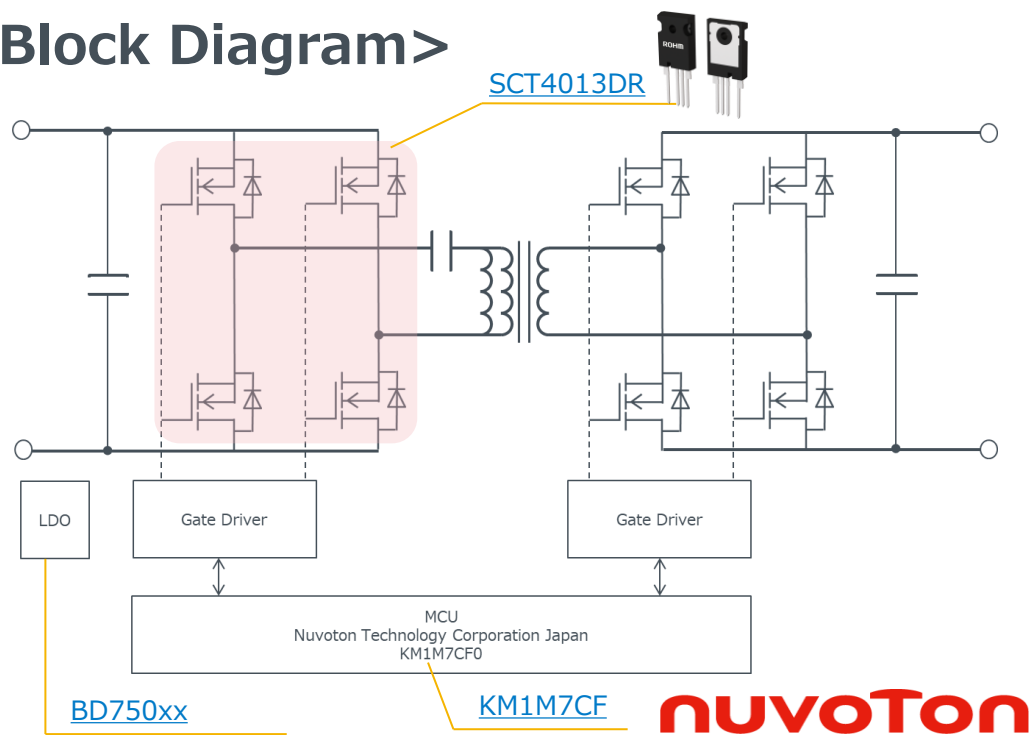 Block Diagram>
ROHM
SCT4013DR
LDO
Gate Driver
Gate Driver
MCU
Nuvoton Technology Corporation Japan
KM1M7CF0
BD750xx
KM1M7CF
nuvoTon